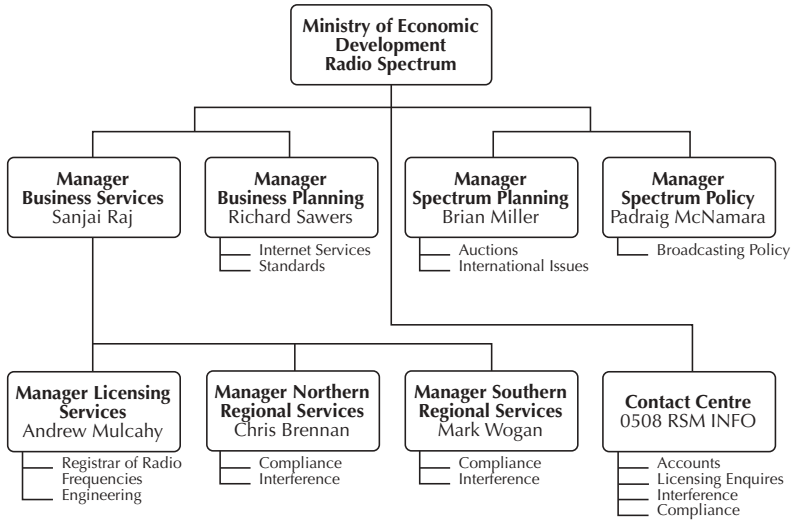 Ministry of Economic
Development
Radio Spectrum
Manager
Business Services
Sanjai Raj
Manager
Business Planning
Richard Sawers
Internet Services
Standards
Manager
Spectrum Planning
Brian Miller
Auctions
International Issues
Manager
Spectrum Policy
Padraig McNamara
Broadcasting Policy
Manager Licensing
Services
Andrew Mulcahy
Registrar of Radio
Frequencies
Engineering
Manager Northern
Regional Services
Chris Brennan
Compliance
Interference
Manager Southern
Regional Services
Mark Wogan
Compliance
Interference
Contact Centre
0508 RSM INFO
Accounts
Licensing Enquires
Interference
Compliance